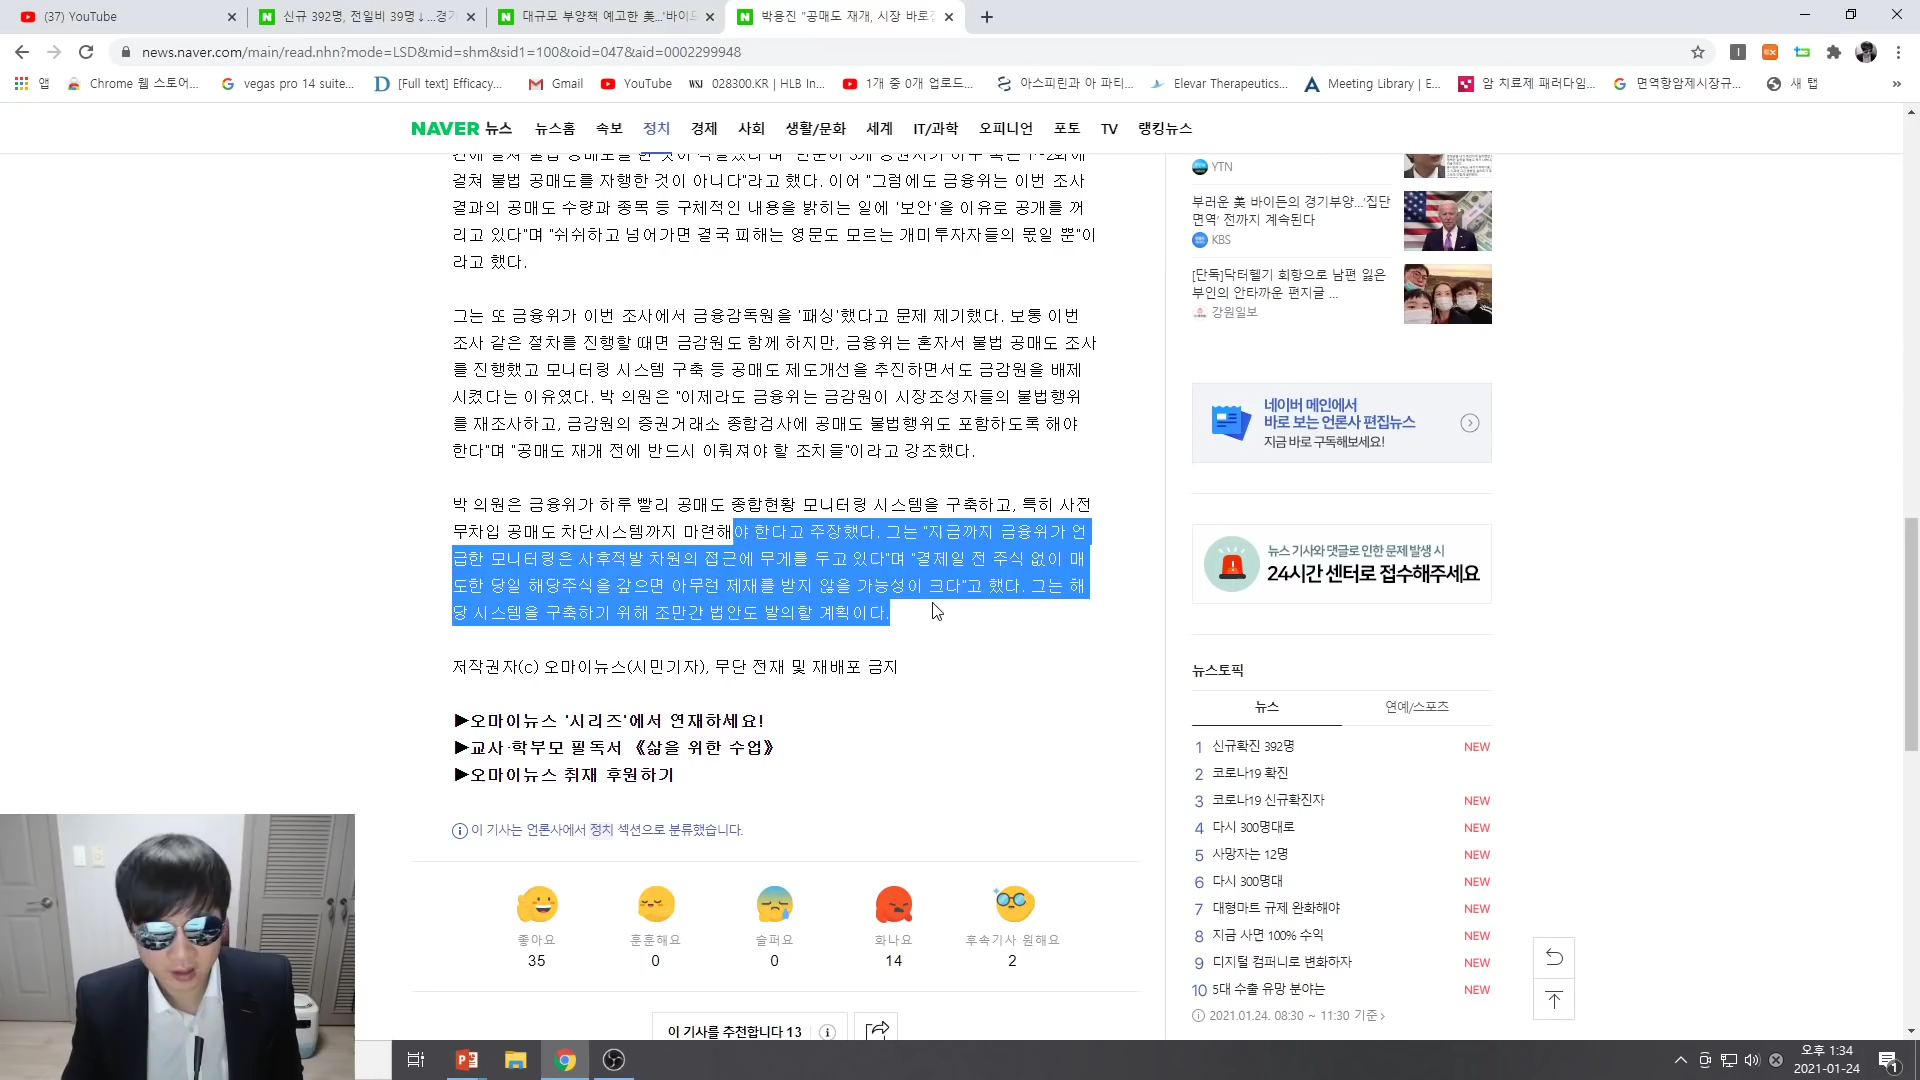 (37) YouTube
신규 392명, 전일비 39명↓...경기
대규모 부양책 예고한 美...'바이든
박용진 "공매도 재개, 시장 바로잡
news.naver.com/main/read.nhn?mode=LSD&mid=shm&sid1=100&oid=047&aid=0002299948
앱
Chrome 웹 스토어...
vegas pro 14 suite...
[Full text] Efficacy...
Gmail
YouTube
028300.KR | HLB In...
1개 중 0개 업로드...
아스피린과 아 파티...
Elevar Therapeutics...
Meeting Library | E...
암 치료제 패러다임...
면역항암제시장규...
새 탭
NAVER 뉴스
뉴스홈
속보
정치
경제
사회
생활/문화
세계
IT/과학
오피니언
포토
TV
랭킹뉴스
걸쳐 불법 공매도를 자행한 것이 아니다"라고 했다. 이어 "그럼에도 금융위는 이번 조사
결과의 공매도 수량과 종목 등 구체적인 내용을 밝히는 일에 '보안'을 이유로 공개를 꺼
리고 있다"며 "쉬쉬하고 넘어가면 결국 피해는 영문도 모르는 개미투자자들의 몫일 뿐"이
라고 했다.
그는 또 금융위가 이번 조사에서 금융감독원을 '패싱'했다고 문제 제기했다. 보통 이번
조사 같은 절차를 진행할 때면 금감원도 함께 하지만, 금융위는 혼자서 불법 공매도 조사
를 진행했고 모니터링 시스템 구축 등 공매도 제도개선을 추진하면서도 금감원을 배제
시켰다는 이유였다. 박 의원은 "이제라도 금융위는 금감원이 시장조성자들의 불법행위
를 재조사하고, 금감원의 증권거래소 종합검사에 공매도 불법행위도 포함하도록 해야
한다"며 "공매도 재개 전에 반드시 이뤄져야 할 조치들"이라고 강조했다.
박 의원은 금융위가 하루 빨리 공매도 종합현황 모니터링 시스템을 구축하고, 특히 사전
무차입 공매도 차단시스템까지 마련해야 한다고 주장했다. 그는 "지금까지 금융위가 언
급한 모니터링은 사후적발 차원의 접근에 무게를 두고 있다"며 "결제일 전 주식 없이 매
도한 당일 해당주식을 갚으면 아무런 제재를 받지 않을 가능성이 크다"고 했다. 그는 해
당 시스템을 구축하기 위해 조만간 법안도 발의할 계획이다.
저작권자(c) 오마이뉴스(시민기자), 무단 전재 및 재배포 금지
▶오마이뉴스 '시리즈'에서 연재하세요!
▶교사·학부모 필독서 《삶을 위한 수업》
▶오마이뉴스 취재 후원하기
이 기사는 언론사에서 정치 섹션으로 분류했습니다.
좋아요
훈훈해요
슬퍼요
화나요
후속기사 원해요
35
0
0
14
2
이 기사를 추천합니다 13
YTN
부러운 美 바이든의 경기부양...'집단
면역' 전까지 계속된다
KBS
[단독]닥터헬기 회항으로 남편 잃은
부인의 안타까운 편지글 ...
강원일보
네이버 메인에서
바로 보는 언론사 편집뉴스
지금 바로 구독해보세요!
뉴스 기사와 댓글로 인한 문제 발생 시
24시간 센터로 접수해주세요
뉴스토픽
뉴스
연예/스포츠
1 신규확진 392명 NEW
2 코로나19 확진
3 코로나19 신규확진자 NEW
4 다시 300명대로 NEW
5 사망자는 12명 NEW
6 다시 300명대 NEW
7 대형마트 규제 완화해야 NEW
8 지금 사면 100% 수익 NEW
9 디지털 컴퍼니로 변화하자 NEW
10 5대 수출 유망 분야는 NEW
2021.01.24. 08:30 ~ 11:30 기준
오후 1:34
2021-01-24